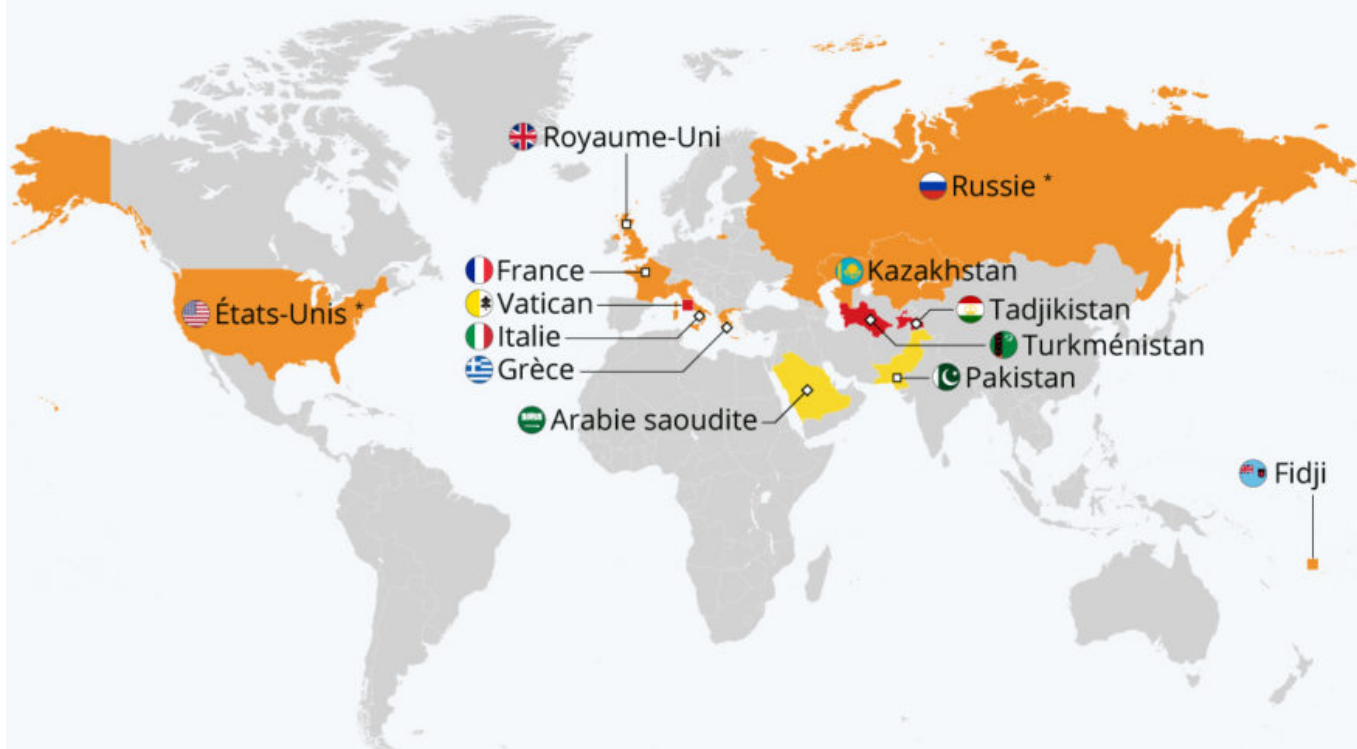 Royaume-Uni
Russie *
France
Kazakhstan
Vatican
États-Unis *
Tadjikistan
Italie
Turkménistan
Grèce
Pakistan
Arabie saoudite
Fidji